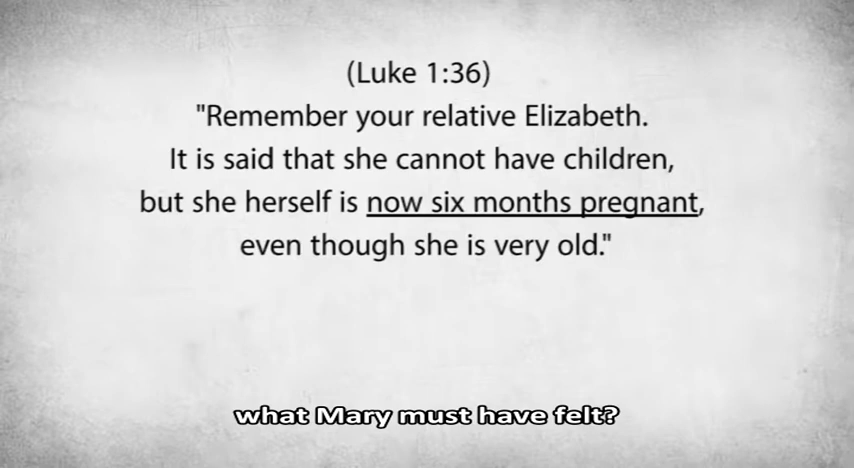 (Luke 1:36)
"Remember your relative Elizabeth.
It is said that she cannot have children,
but she herself is now six months pregnant,
even though she is very old."
what Mary must have felt?